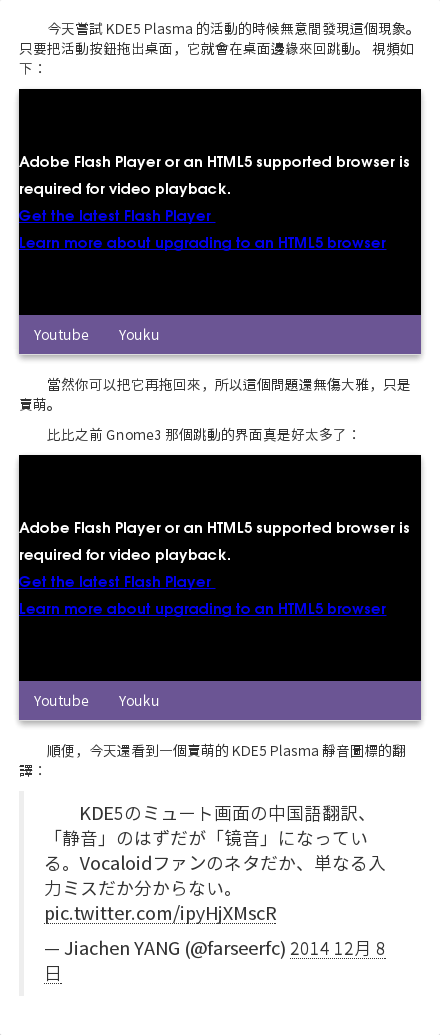 今天嘗試 KDE5 Plasma 的活動的時候無意間發現這個現象。
只要把活動按鈕拖出桌面，它就會在桌面邊緣來回跳動。 視頻如
下：
Adobe Flash Player or an HTML5 supported browser is
required for video playback.
Get the latest Flash Player
Learn more about upgrading to an HTML5 browser
Youtube Youku
當然你可以把它再拖回來，所以這個問題還無傷大雅，只是
賣萌。
比比之前 Gnome3 那個跳動的界面真是好太多了：
Adobe Flash Player or an HTML5 supported browser is
required for video playback.
Get the latest Flash Player
Learn more about upgrading to an HTML5 browser
Youtube Youku
順便，今天還看到一個賣萌的 KDE5 Plasma 靜音圖標的翻
譯：
KDE5のミュート画面の中国語翻訳、
「静音」のはずだが「镜音」になってい
る。Vocaloidファンのネタだか、単なる入
力ミスだか分からない。
pic.twitter.com/ipyHjXMscR
— Jiachen YANG (@farseerfc) 2014 12月 8
日